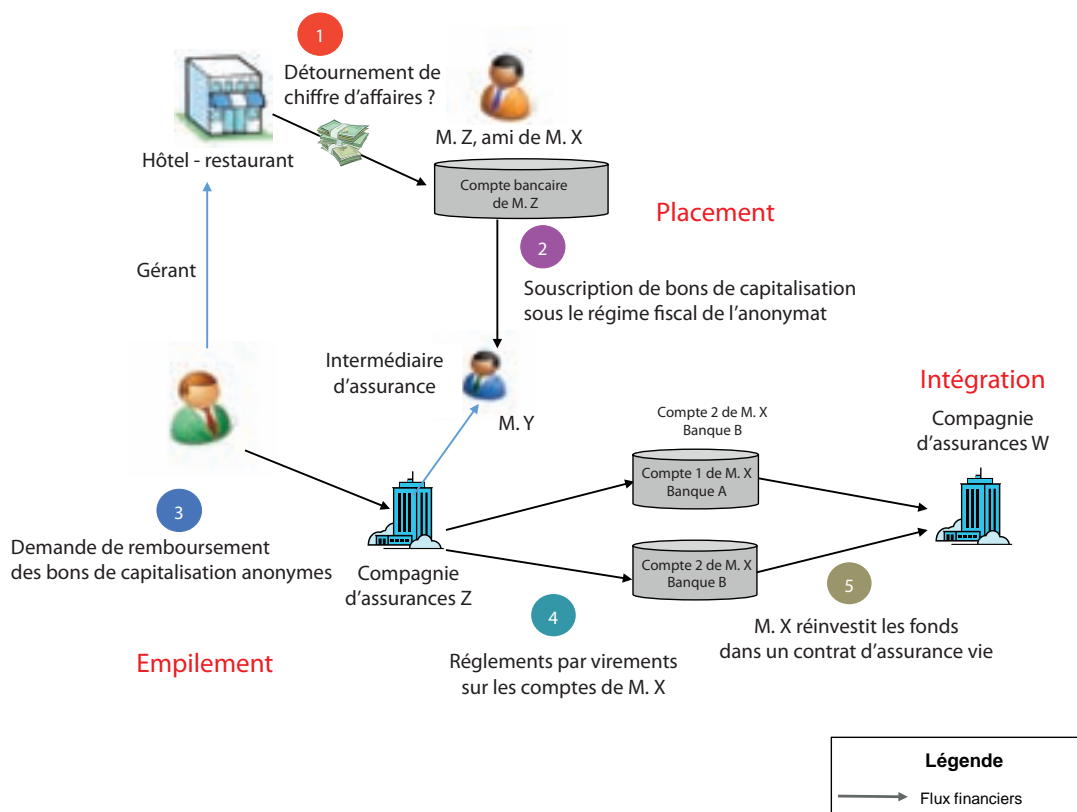 1
Détournement de
chiffre d'affaires ?
M. Z, ami de M. X
Hôtel - restaurant
Compte bancaire
de M. Z
Placement
2
Gérant
Souscription de bons de capitalisation
sous le régime fiscal de l'anonymat
Intermédiaire
d'assurance
M. Y
Intégration
Compagnie
d'assurances W
Compte 2 de M. X
Banque B
Compte 1 de M. X
Banque A
3
Demande de remboursement
des bons de capitalisation anonymes
Compagnie
d'assurances Z
Compte 2 de M. X
Banque B
4
5
Réglements par virements
sur les comptes de M. X
M. X réinvestit les fonds
dans un contrat d'assurance vie
Empilement
Légende
Flux financiers